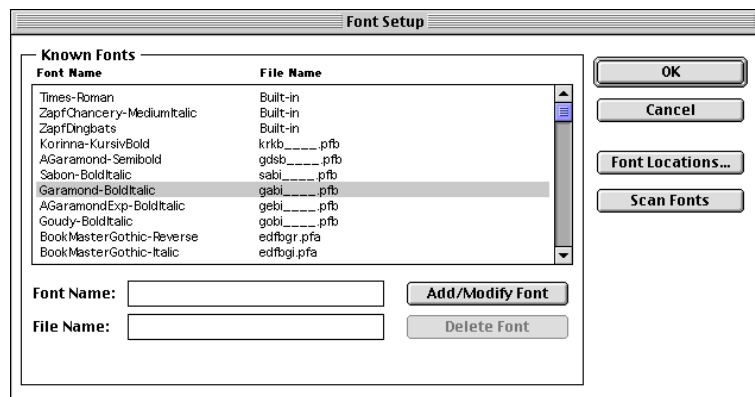 Font Setup
Known Fonts
Font Name File Name
Times-Roman Built-in
ZapfChancery-MediumItalic Built-in
ZapfDingbats Built-in
Korinna-KursivBold krkb____.pfb
AGaramond-Semibold gdsb____.pfb
Sabon-BoldItalic sabi____.pfb
Garamond-BoldItalic gabi____.pfb
AGaramondExp-BoldItalic gebi____.pfb
Goudy-BoldItalic gobi____.pfb
BookMasterGothic-Reverse edfbgr.pfa
BookMasterGothic-Italic edfbgi.pfa
Font Name:
Add/Modify Font
File Name:
Delete Font
OK
Cancel
Font Locations...
Scan Fonts